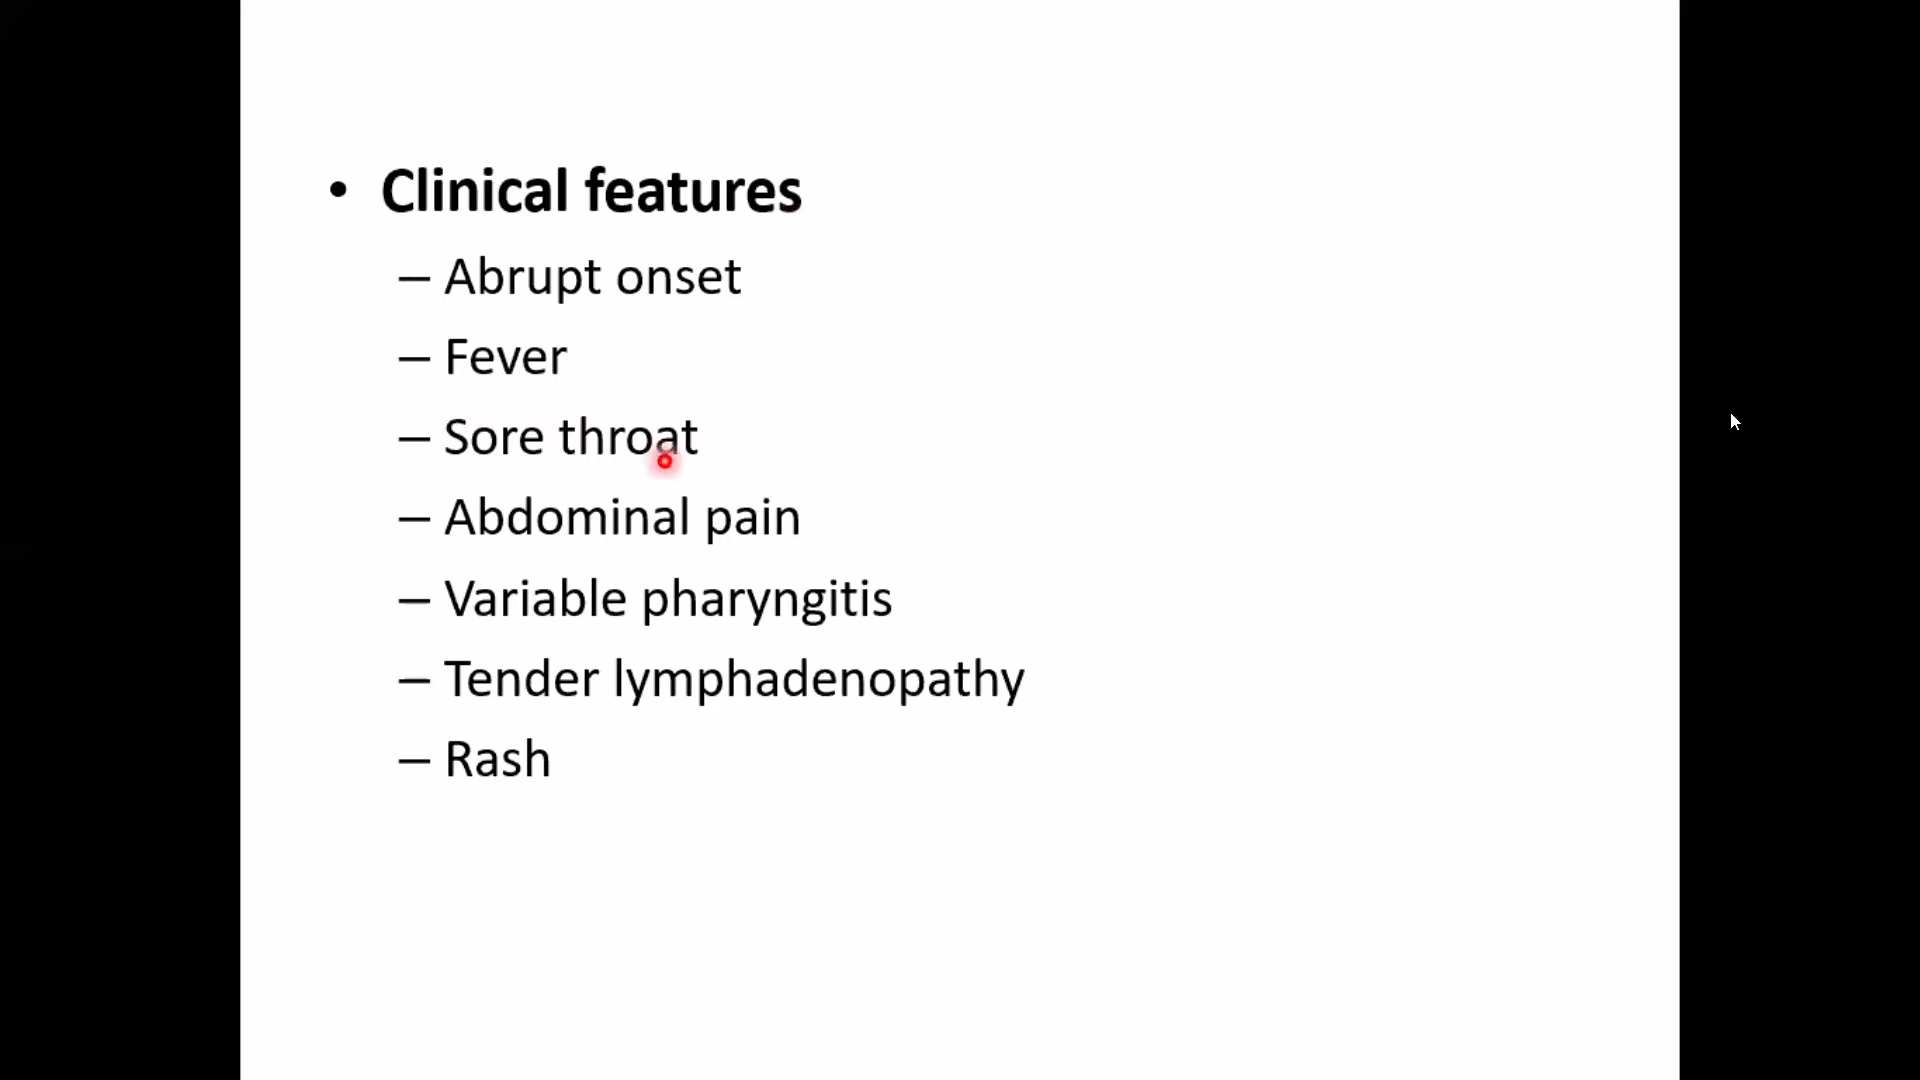 • Clinical features
– Abrupt onset
– Fever
– Sore throat
– Abdominal pain
– Variable pharyngitis
– Tender lymphadenopathy
– Rash